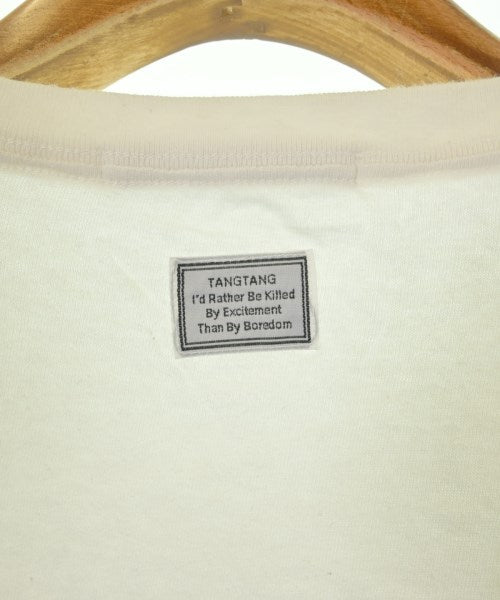 TANGTANG
I'd Rather Be Killed
By Excitement
Than By Boredom